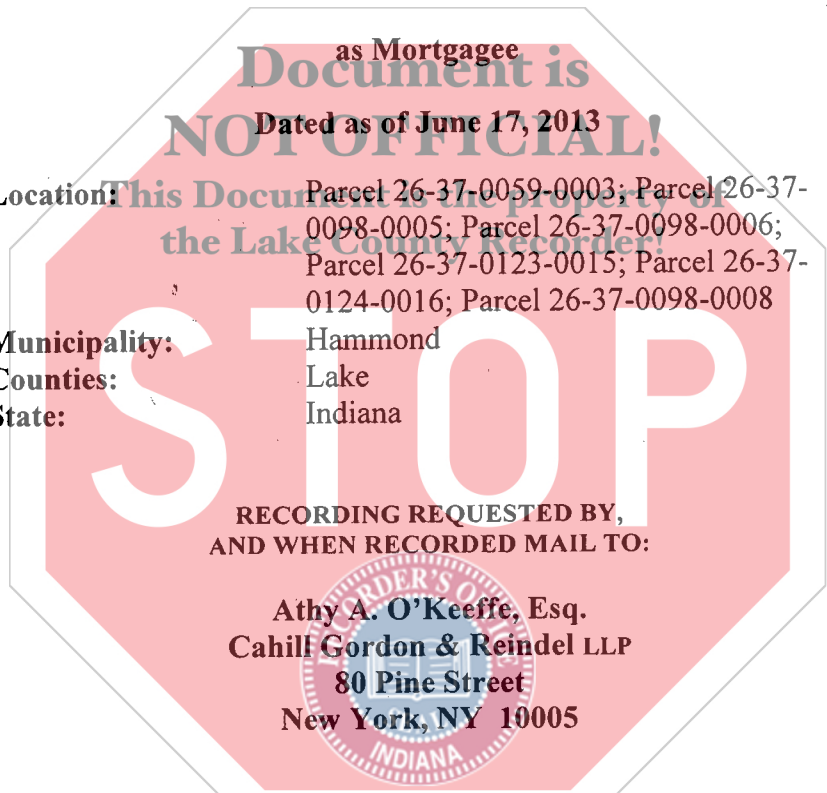 as Mortgagee
Document is
NOT OFFICIAL!
Dated as of June 17, 2013
This Document is the property of
the Lake County Recorder!
Location: Parcel 26-37-0059-0003; Parcel 26-37-
0098-0005; Parcel 26-37-0098-0006;
Parcel 26-37-0123-0015; Parcel 26-37-
0124-0016; Parcel 26-37-0098-0008
Municipality: Hammond
Counties: Lake
State: Indiana
STOP
RECORDING REQUESTED BY,
AND WHEN RECORDED MAIL TO:
RECORDER'S OFFICE
Athy A. O'Keeffe, Esq.
Cahill Gordon & Reindel LLP
80 Pine Street
New York, NY 10005
SEAL
INDIANA